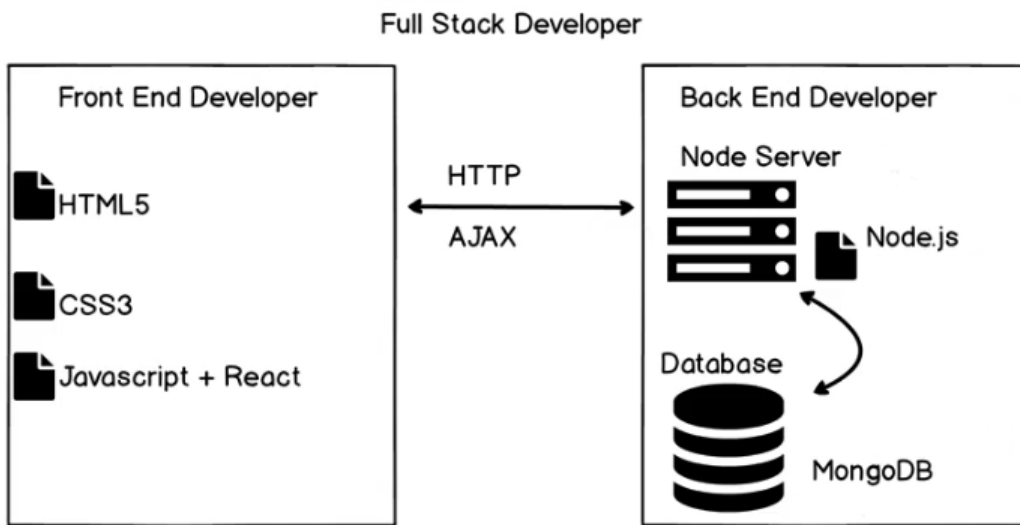 Full Stack Developer
Front End Developer
HTML5
CSS3
Javascript + React
HTTP
AJAX
Back End Developer
Node Server
Node.js
Database
MongoDB